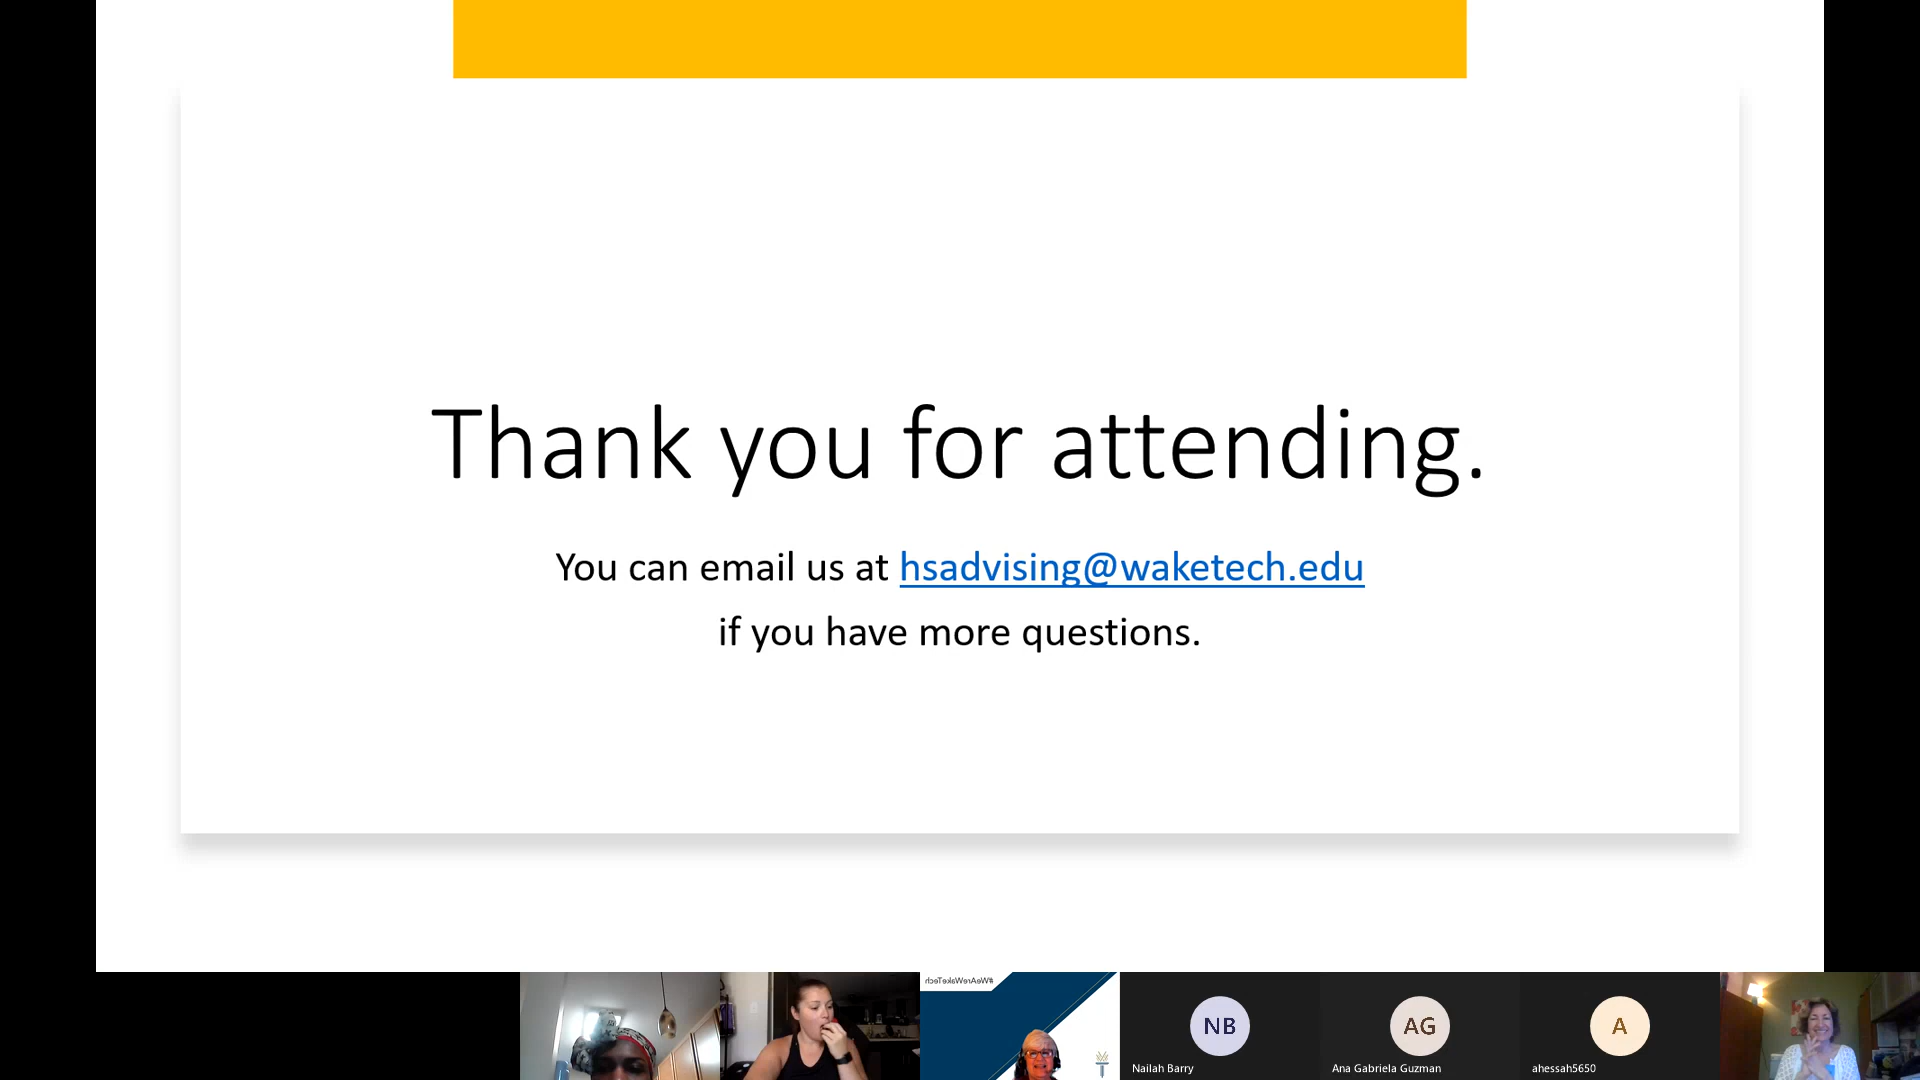 Thank you for attending.
You can email us at hsadvising@waketech.edu
if you have more questions.
#WeAreWakeTech
NB
AG
A
Nailah Barry
Ana Gabriela Guzman
ahessah5650